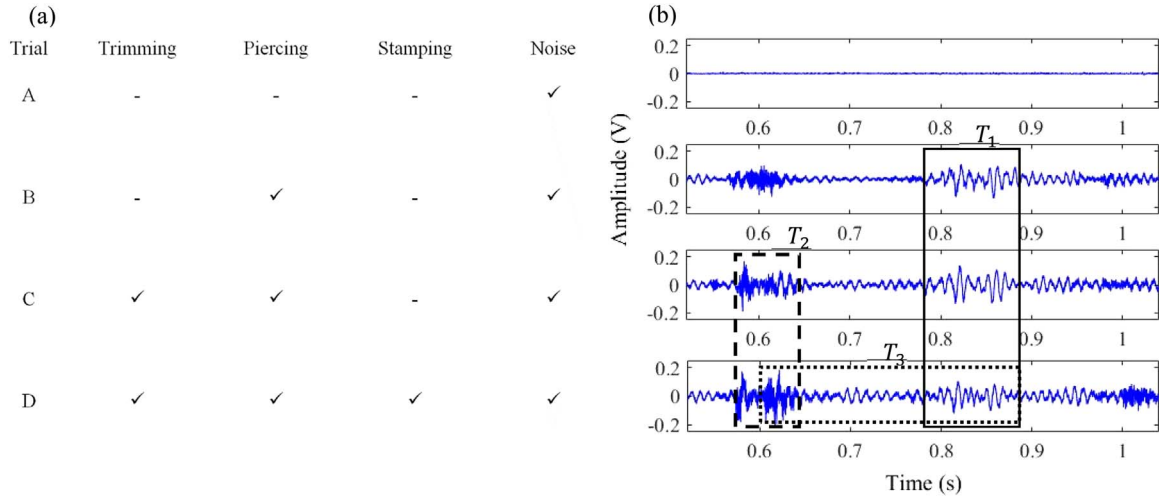 (a)
Trial Trimming Piercing Stamping Noise
A - - - ✓
B - ✓ - ✓
C ✓ ✓ - ✓
D ✓ ✓ ✓ ✓
(b)
Amplitude (V)
0.2
0
-0.2
0.6 0.7 0.8 0.9 1
T1
0.2
0
-0.2
0.6 0.7 0.8 0.9 1
T2
0.2
0
-0.2
0.6 0.7 0.8 0.9 1
T3
0.2
0
-0.2
0.6 0.7 0.8 0.9 1
Time (s)